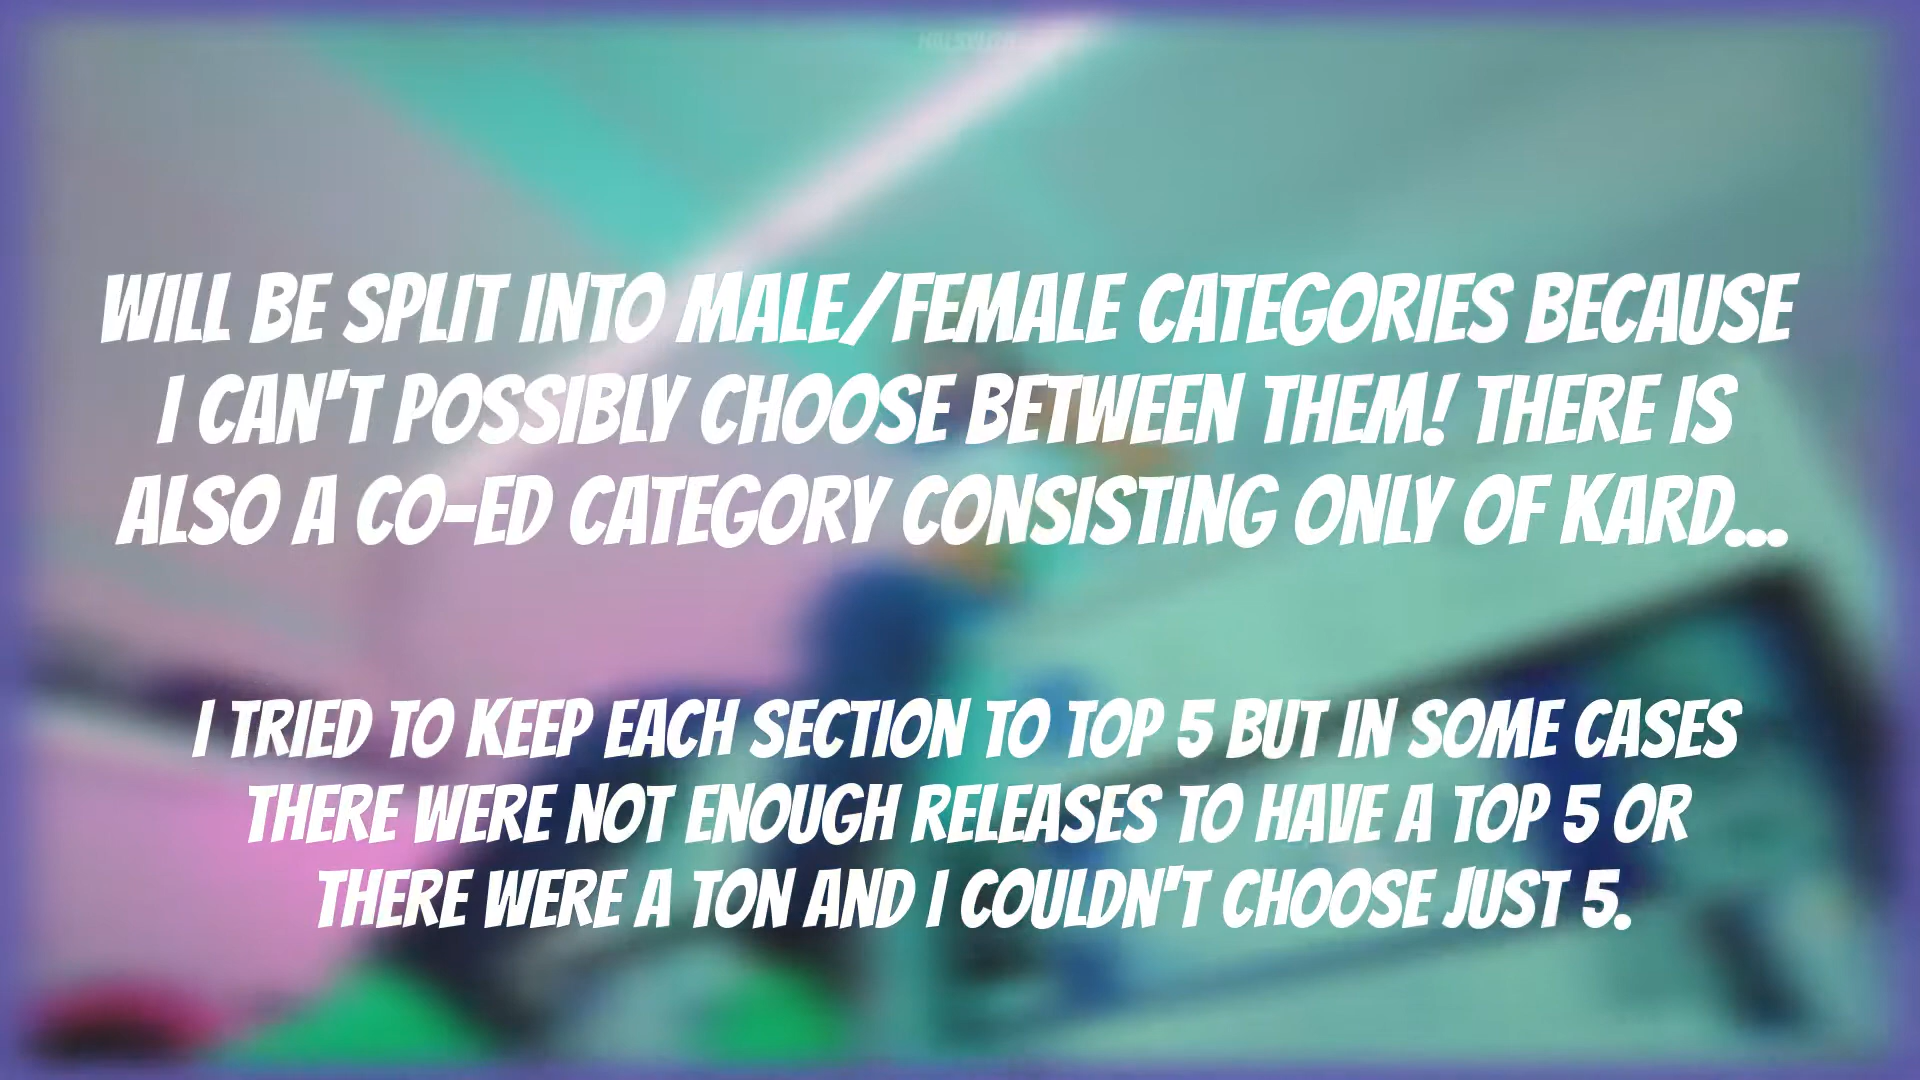 WILL BE SPLIT INTO MALE/FEMALE CATEGORIES BECAUSE
I CAN'T POSSIBLY CHOOSE BETWEEN THEM! THERE IS
ALSO A CO-ED CATEGORY CONSISTING ONLY OF KARD...
I TRIED TO KEEP EACH SECTION TO TOP 5 BUT IN SOME CASES
THERE WERE NOT ENOUGH RELEASES TO HAVE A TOP 5 OR
THERE WERE A TON AND I COULDN'T CHOOSE JUST 5.